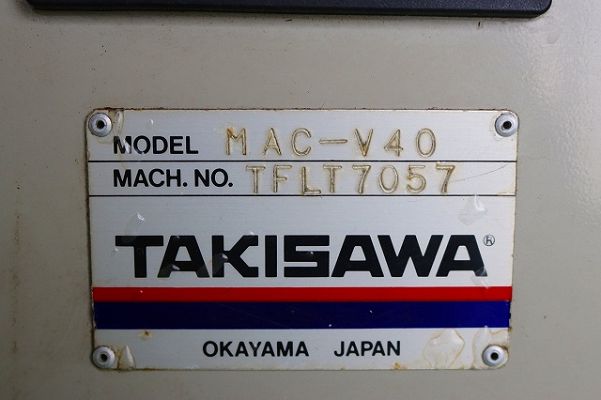 MODEL MAC-V40
MACH. NO. TFLT7057
TAKISAWA®
OKAYAMA JAPAN